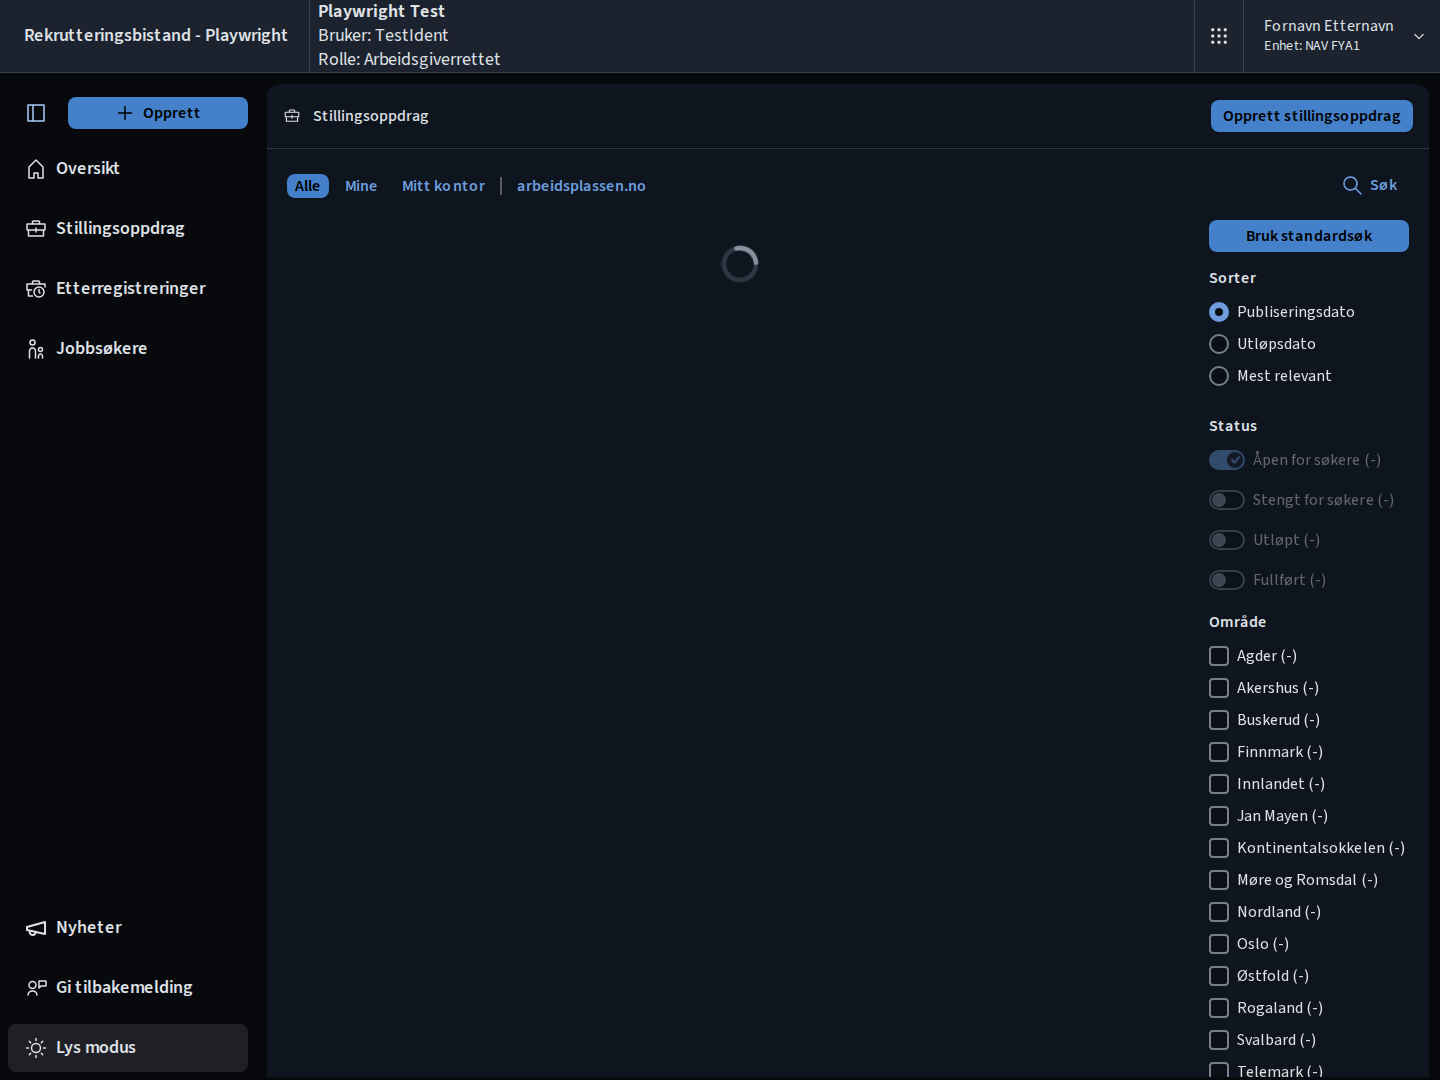 Rekrutteringsbistand - Playwright
Playwright Test
Bruker: TestIdent
Rolle: Arbeidsgiverrettet
Fornavn Etternavn
Enhet: NAV FYA1
Opprett
Oversikt
Stillingsoppdrag
Etterregistreringer
Jobbsøkere
Nyheter
Gi tilbakemelding
Lys modus
Stillingsoppdrag
Opprett stillingsoppdrag
Alle
Mine
Mitt kontor
arbeidsplassen.no
Søk
Bruk standardsøk
Sorter
Publiseringsdato
Utløpsdato
Mest relevant
Status
Åpen for søkere (-)
Stengt for søkere (-)
Utløpt (-)
Fullført (-)
Område
Agder (-)
Akershus (-)
Buskerud (-)
Finnmark (-)
Innlandet (-)
Jan Mayen (-)
Kontinentalsokkelen (-)
Møre og Romsdal (-)
Nordland (-)
Oslo (-)
Østfold (-)
Rogaland (-)
Svalbard (-)
Telemark (-)